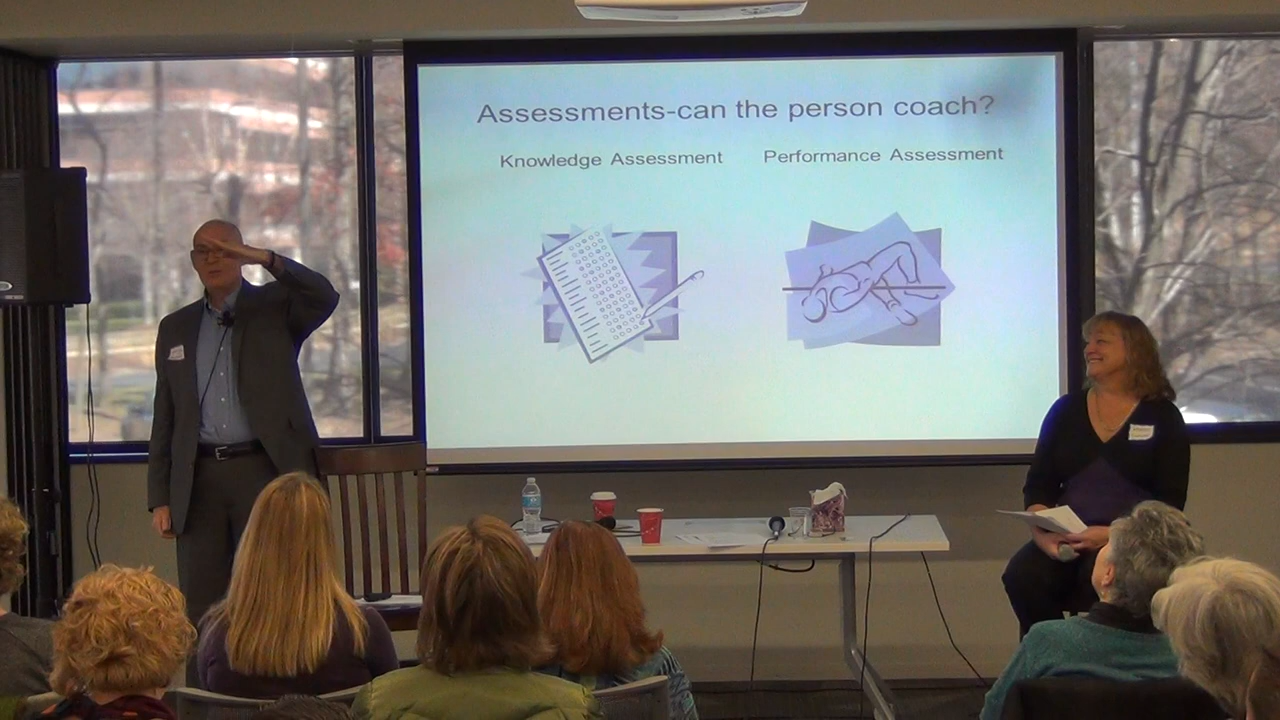 Assessments-can the person coach?
Knowledge Assessment
Performance Assessment